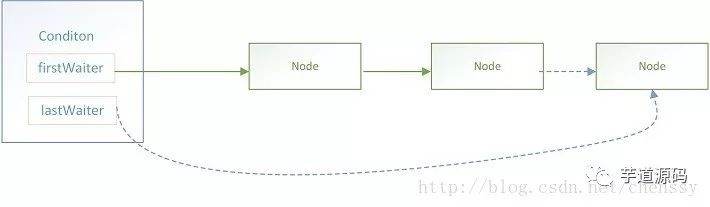 Conditon
firstWaiter
lastWaiter
Node
Node
Node
芋道源码
http://blog.csdn.net/chenssy